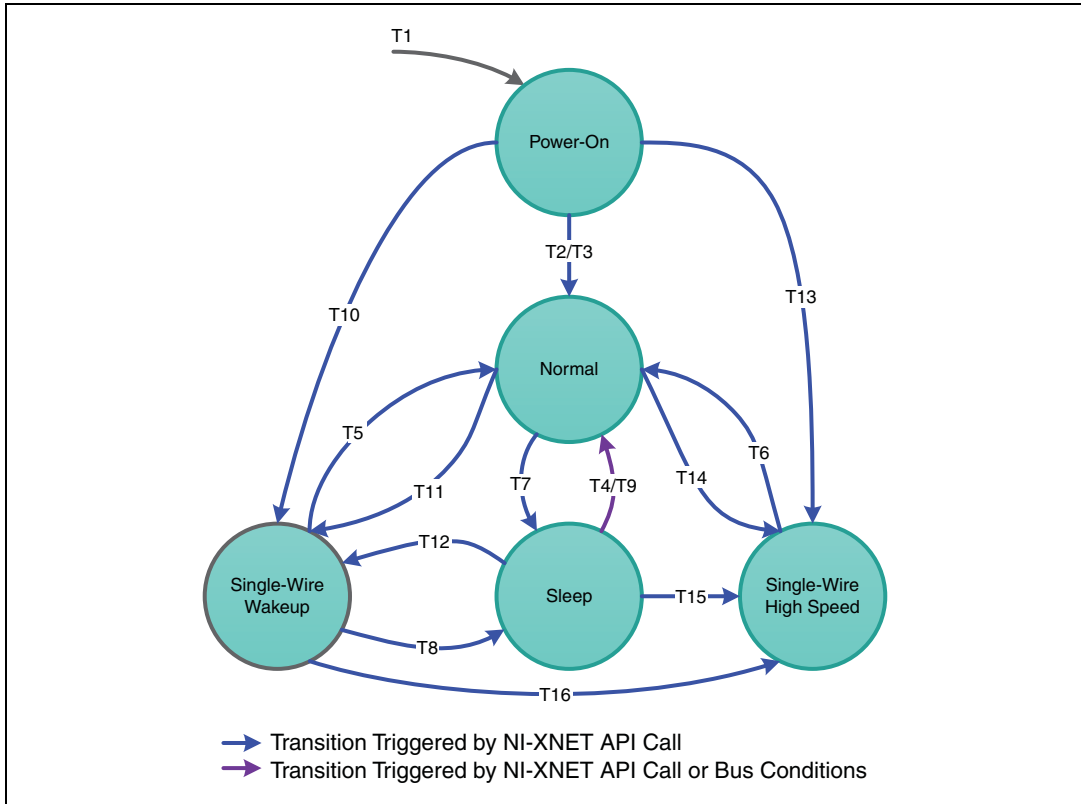 T1
Power-On
T2/T3
T10
T13
Normal
T5
T11
T7
T4/T9
T14
T6
T12
Single-Wire
Wakeup
Sleep
T15
Single-Wire
High Speed
T8
T16
Transition Triggered by NI-XNET API Call
Transition Triggered by NI-XNET API Call or Bus Conditions